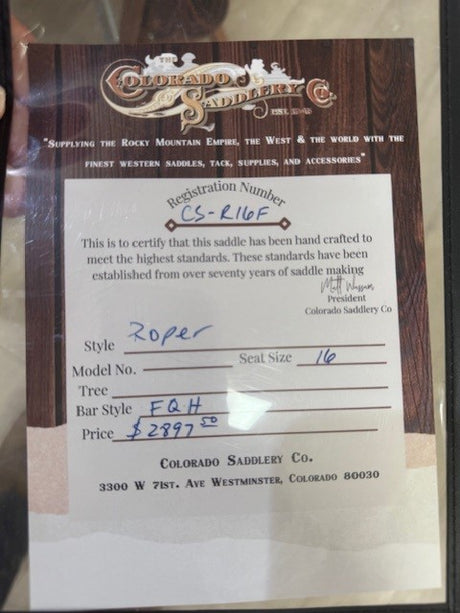 THE
COLORADO
SADDLERY CO.
EST. 1945
"SUPPLYING THE ROCKY MOUNTAIN EMPIRE, THE WEST & THE WORLD WITH THE
FINEST WESTERN SADDLES, TACK, SUPPLIES, AND ACCESSORIES"
Registration Number
CS-R16F
This is to certify that this saddle has been hand crafted to
meet the highest standards. These standards have been
established from over seventy years of saddle making
President
Colorado Saddlery Co
Style Roper
Model No. Seat Size 16
Tree
Bar Style FQH
Price $2897 50
COLORADO SADDLERY CO.
3300 W 71ST. AVE WESTMINSTER, COLORADO 80030